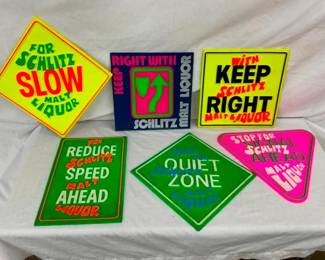 FOR
SCHLITZ
SLOW
MALT
LIQUOR
KEEP
RIGHT WITH
SCHLITZ
MALT LIQUOR
WITH
KEEP
SCHLITZ
RIGHT
MALT LIQUOR
REDUCE
SCHLITZ
SPEED
MALT
AHEAD
LIQUOR
QUIET
ZONE
STOP FOR
SCHLITZ
AHEAD
MALT
LIQUOR